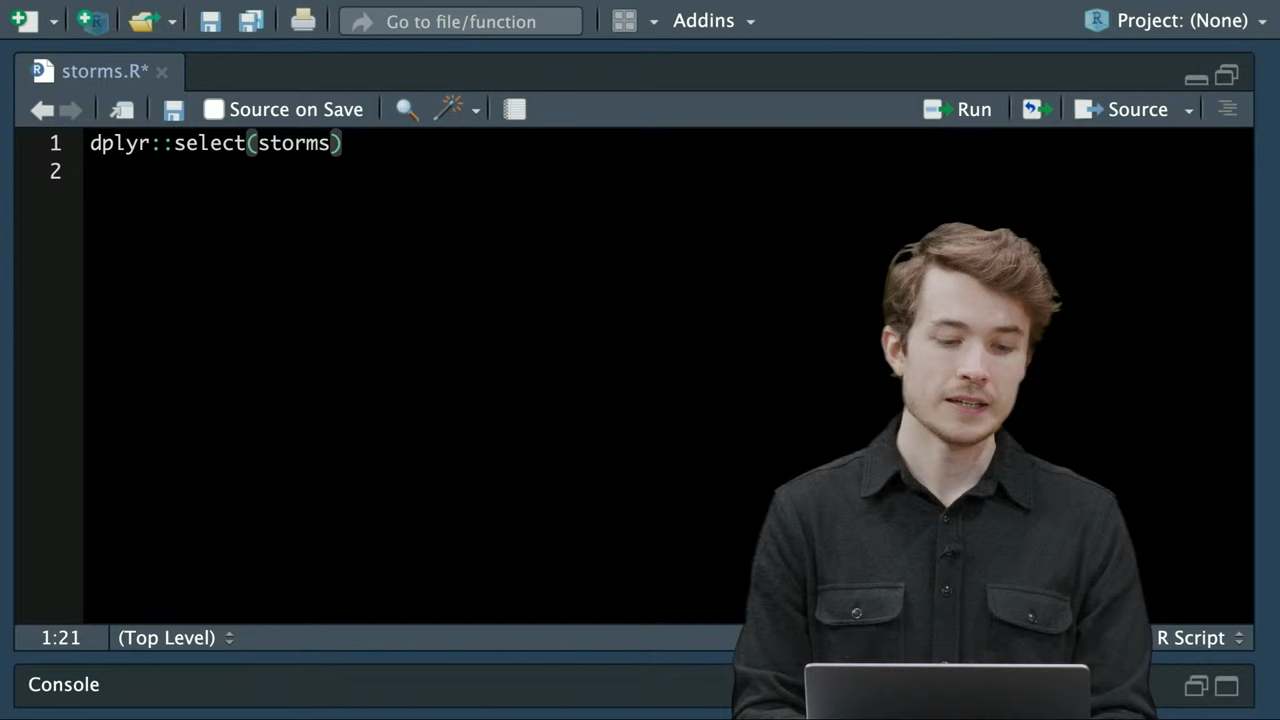 Go to file/function
Addins
Project: (None)
storms.R*
Source on Save
Run
Source
1 dplyr::select(storms)
2
1:21
(Top Level)
R Script
Console